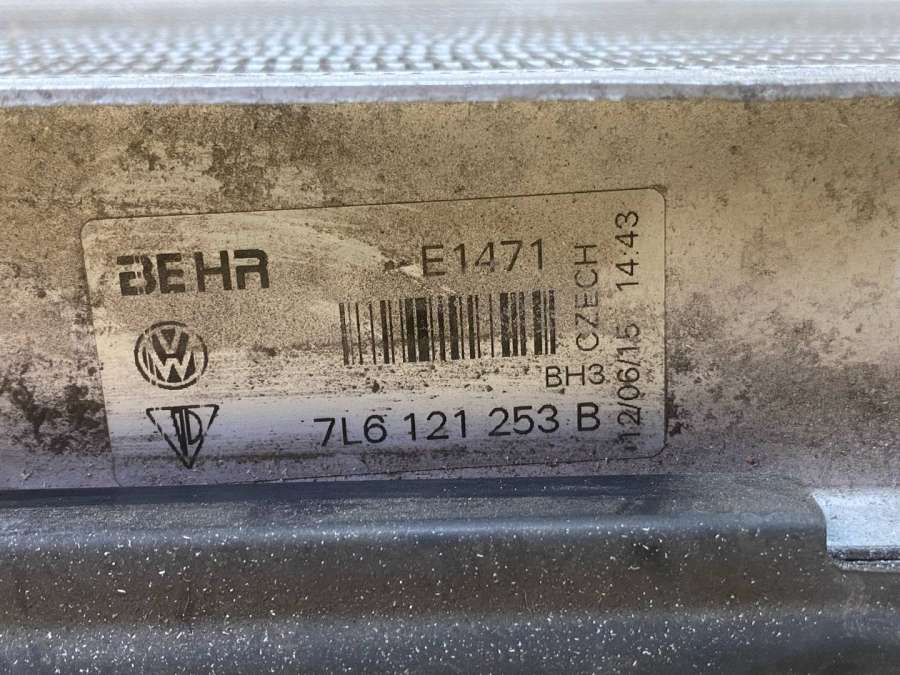 BEHR
E1471
CZECH
BH3
12/06/15 14:43
7L6 121 253 B